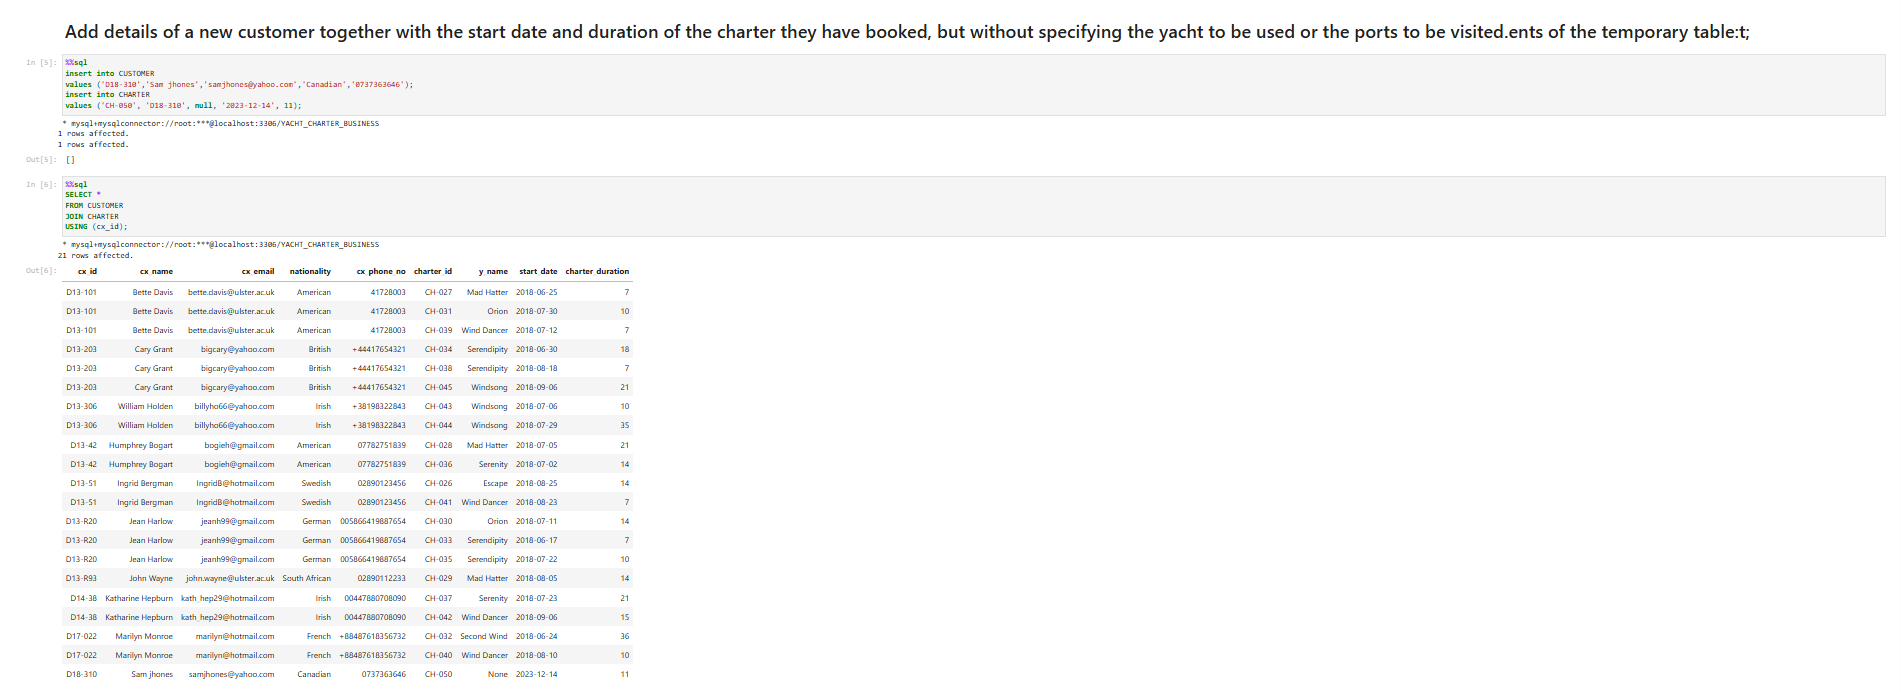 Add details of a new customer together with the start date and duration of the charter they have booked, but without specifying the yacht to be used or the ports to be visited.ents of the temporary table:t;
In [5]: %%sql
insert into CUSTOMER
values ('D18-310','Sam jhones','samjhones@yahoo.com','Canadian','0737363646');
insert into CHARTER
values ('CH-050', 'D18-310', null, '2023-12-14', 11);
* mysql+mysqlconnector://root:***@localhost:3306/YACHT_CHARTER_BUSINESS
1 rows affected.
1 rows affected.
Out[5]: []
In [6]: %%sql
SELECT *
FROM CUSTOMER
JOIN CHARTER
USING (cx_id);
* mysql+mysqlconnector://root:***@localhost:3306/YACHT_CHARTER_BUSINESS
21 rows affected.
Out[6]: cx_id cx_name cx_email nationality cx_phone_no charter_id y_name start_date charter_duration
D13-101 Bette Davis bette.davis@ulster.ac.uk American 41728003 CH-027 Mad Hatter 2018-06-25 7
D13-101 Bette Davis bette.davis@ulster.ac.uk American 41728003 CH-031 Orion 2018-07-30 10
D13-101 Bette Davis bette.davis@ulster.ac.uk American 41728003 CH-039 Wind Dancer 2018-07-12 7
D13-203 Cary Grant bigcary@yahoo.com British +44417654321 CH-034 Serendipity 2018-06-30 18
D13-203 Cary Grant bigcary@yahoo.com British +44417654321 CH-038 Serendipity 2018-08-18 7
D13-203 Cary Grant bigcary@yahoo.com British +44417654321 CH-045 Windsong 2018-09-06 21
D13-306 William Holden billyho66@yahoo.com Irish +38198322843 CH-043 Windsong 2018-07-06 10
D13-306 William Holden billyho66@yahoo.com Irish +38198322843 CH-044 Windsong 2018-07-29 35
D13-42 Humphrey Bogart bogieh@gmail.com American 07782751839 CH-028 Mad Hatter 2018-07-05 21
D13-42 Humphrey Bogart bogieh@gmail.com American 07782751839 CH-036 Serenity 2018-07-02 14
D13-51 Ingrid Bergman IngridB@hotmail.com Swedish 02890123456 CH-026 Escape 2018-08-25 14
D13-51 Ingrid Bergman IngridB@hotmail.com Swedish 02890123456 CH-041 Wind Dancer 2018-08-23 7
D13-R20 Jean Harlow jeanh99@gmail.com German 005866419887654 CH-030 Orion 2018-07-11 14
D13-R20 Jean Harlow jeanh99@gmail.com German 005866419887654 CH-033 Serendipity 2018-06-17 7
D13-R20 Jean Harlow jeanh99@gmail.com German 005866419887654 CH-035 Serendipity 2018-07-22 10
D13-R93 John Wayne john.wayne@ulster.ac.uk South African 02890112233 CH-029 Mad Hatter 2018-08-05 14
D14-38 Katharine Hepburn kath_hep29@hotmail.com Irish 00447880708090 CH-037 Serenity 2018-07-23 21
D14-38 Katharine Hepburn kath_hep29@hotmail.com Irish 00447880708090 CH-042 Wind Dancer 2018-09-06 15
D17-022 Marilyn Monroe marilyn@hotmail.com French +88487618356732 CH-032 Second Wind 2018-06-24 36
D17-022 Marilyn Monroe marilyn@hotmail.com French +88487618356732 CH-040 Wind Dancer 2018-08-10 10
D18-310 Sam jhones samjhones@yahoo.com Canadian 0737363646 CH-050 None 2023-12-14 11